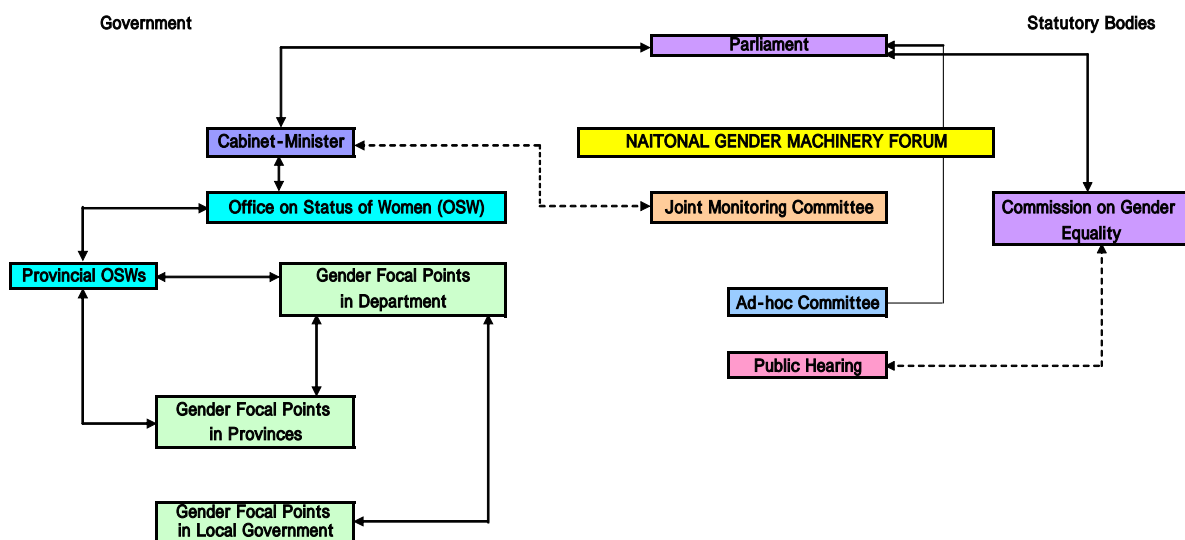 Government
Statutory Bodies
Parliament
Cabinet-Minister
NAITONAL GENDER MACHINERY FORUM
Office on Status of Women (OSW)
Joint Monitoring Committee
Commission on Gender
Equality
Provincial OSWs
Gender Focal Points
in Department
Ad-hoc Committee
Public Hearing
Gender Focal Points
in Provinces
Gender Focal Points
in Local Government